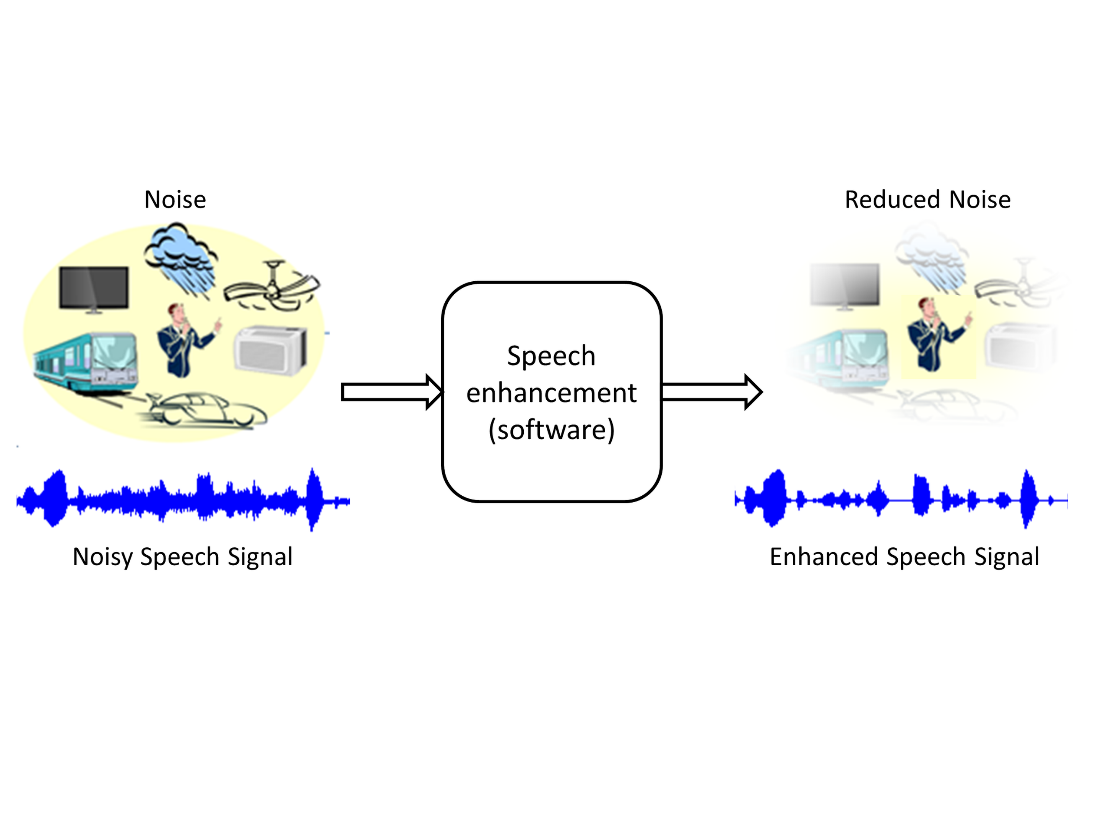 Noise
Reduced Noise
Speech
enhancement
(software)
Noisy Speech Signal
Enhanced Speech Signal